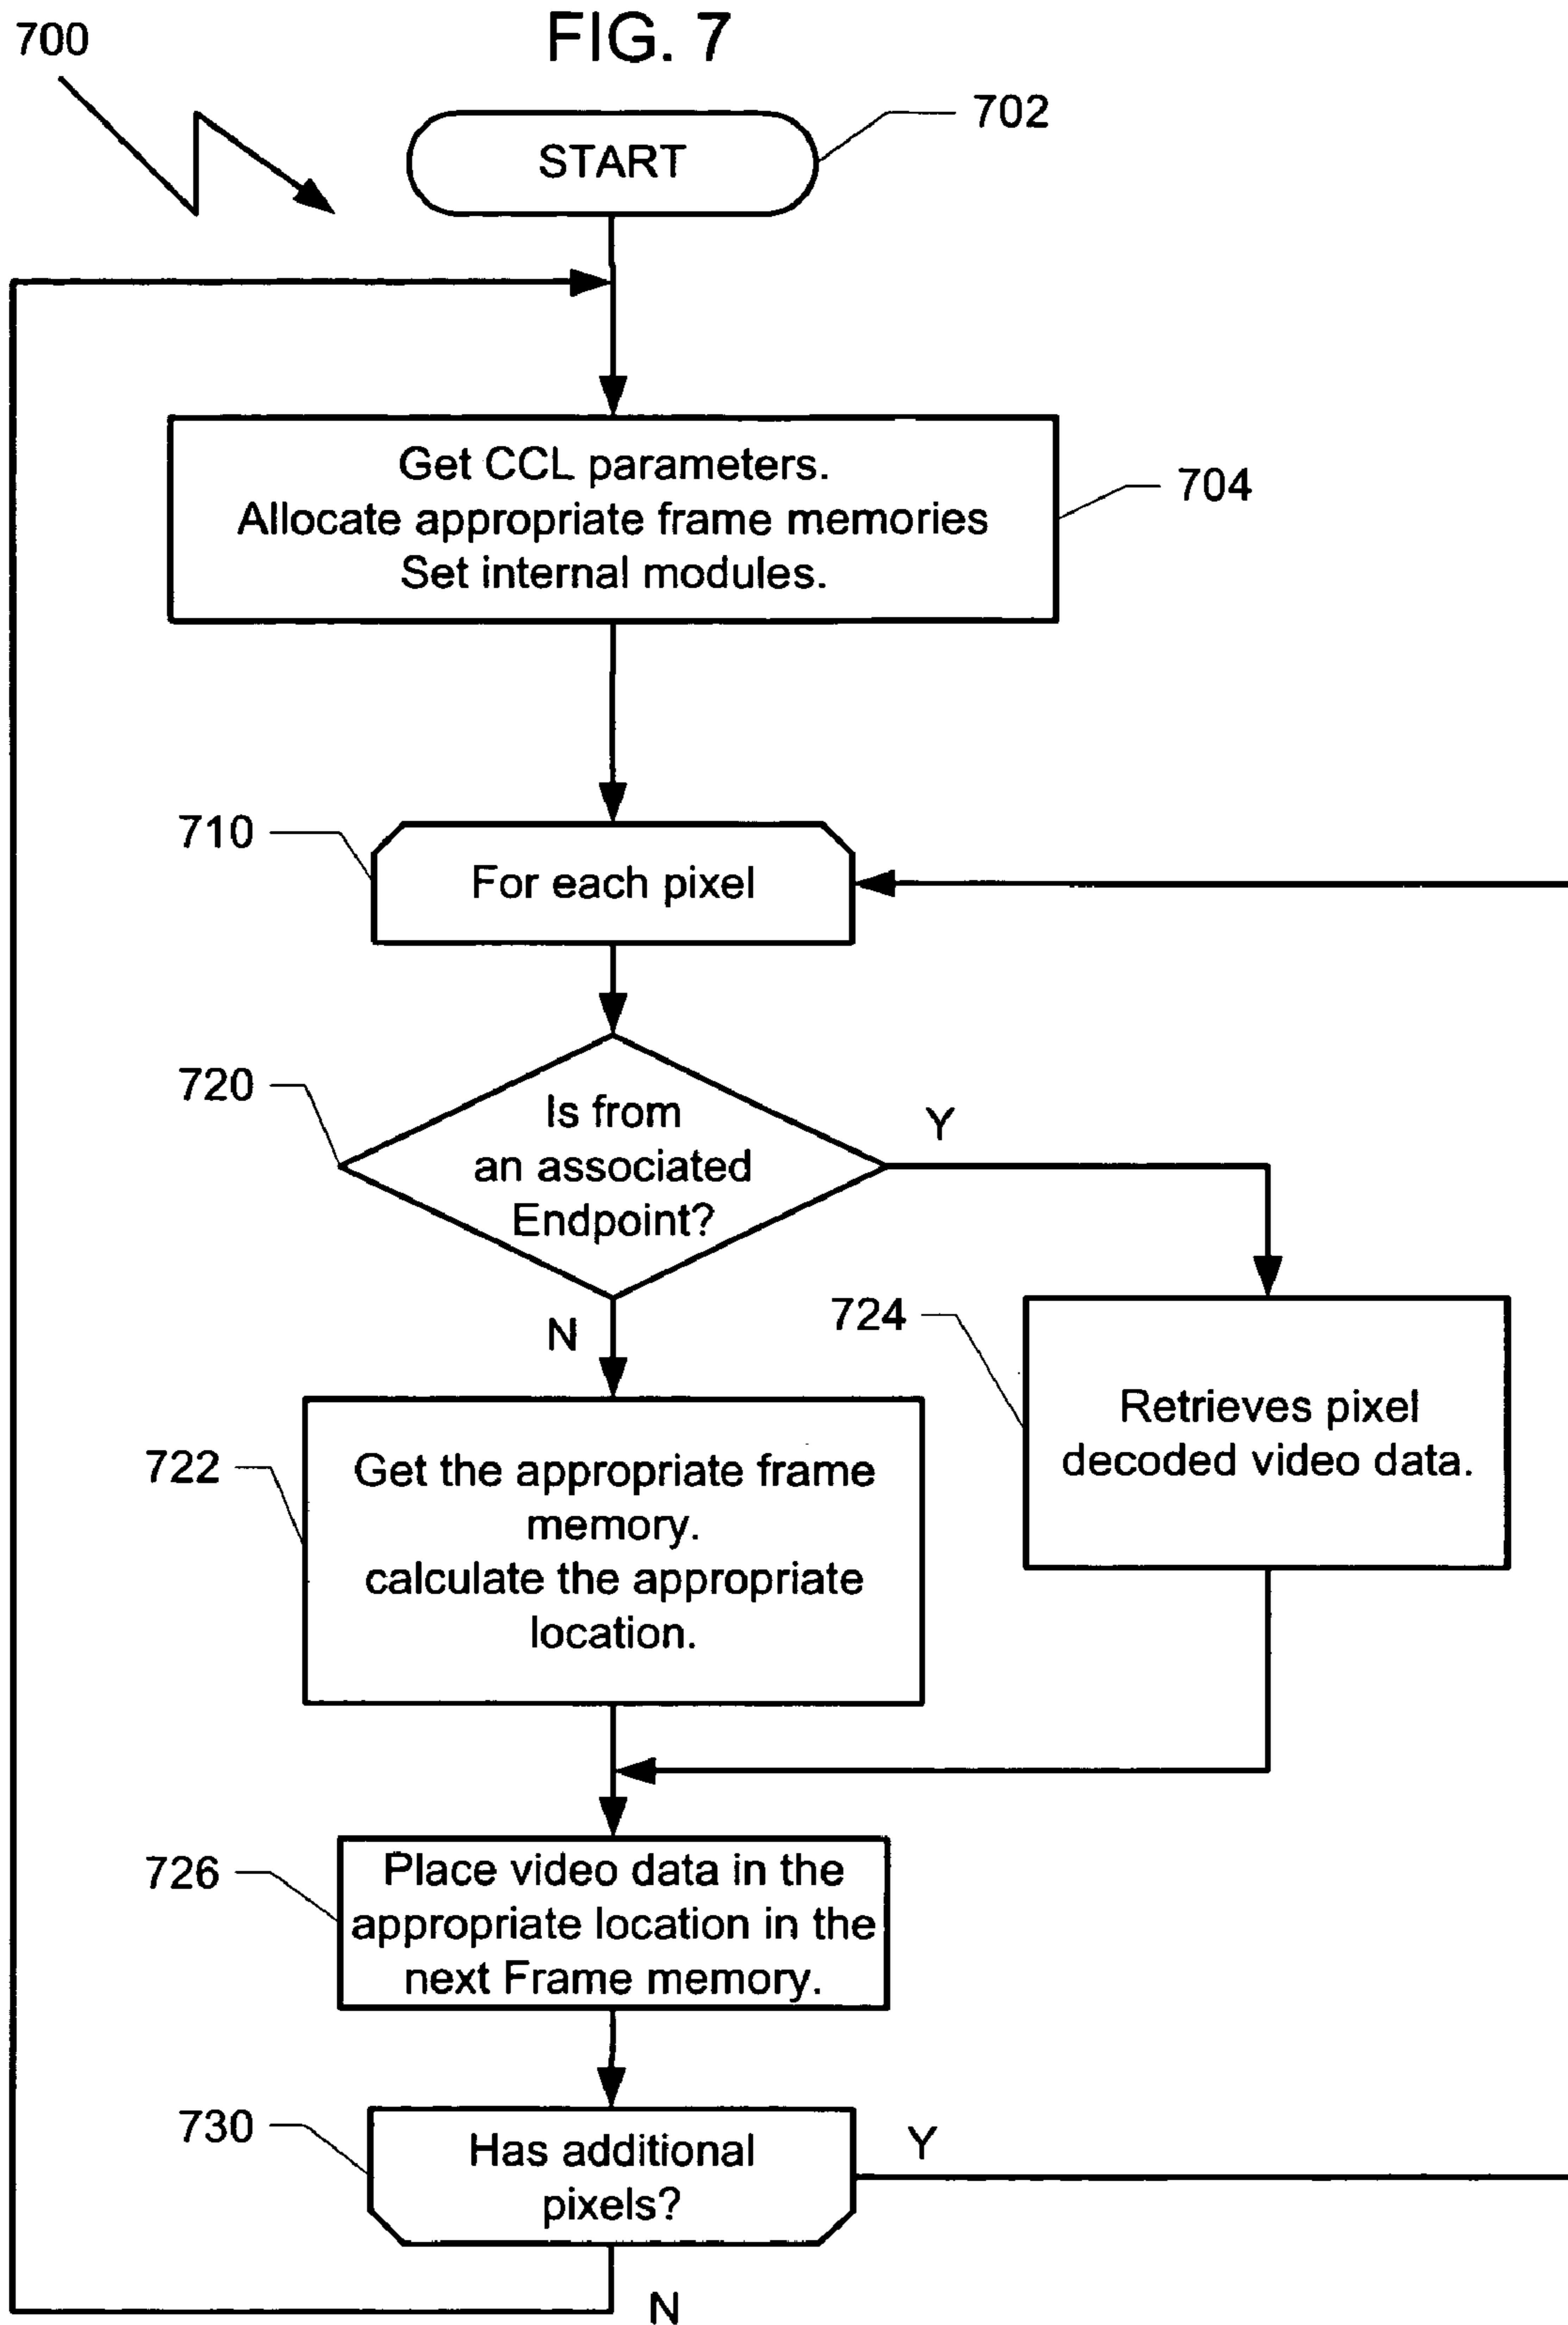 FIG. 7
700
702
START
Get CCL parameters.
Allocate appropriate frame memories
Set internal modules.
704
710
For each pixel
720
Is from
an associated
Endpoint?
Y
N
724
Retrieves pixel
decoded video data.
722
Get the appropriate frame
memory.
calculate the appropriate
location.
726
Place video data in the
appropriate location in the
next Frame memory.
730
Has additional
pixels?
Y
N